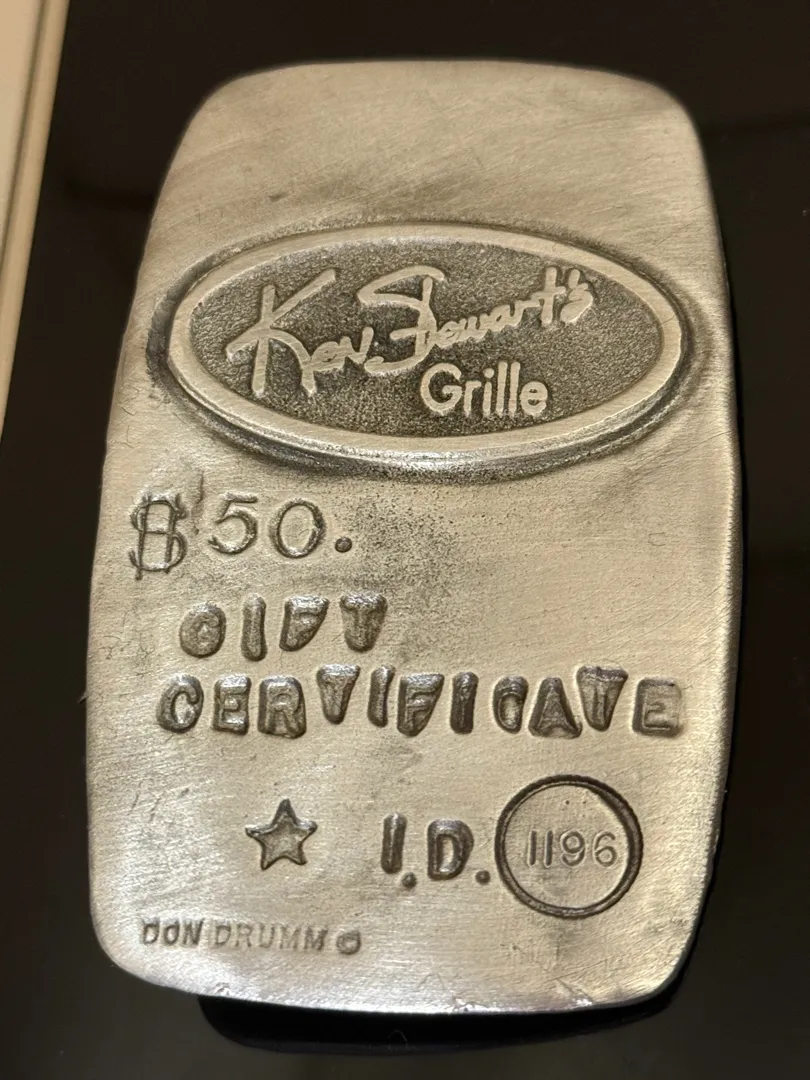 Ken Stewart's
Grille
$50.
GIFT
CERTIFICATE
I.D. 1196
DON DRUMM ©